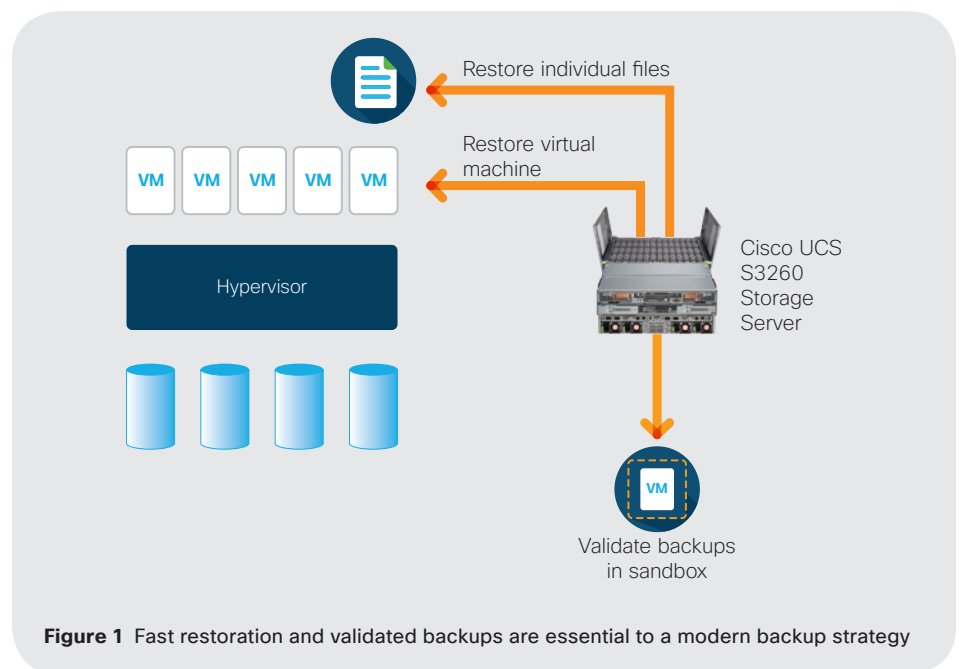 Restore individual files
Restore virtual
machine
VM VM VM VM VM
Hypervisor
Cisco UCS
S3260
Storage
Server
VM
Validate backups
in sandbox
Figure 1 Fast restoration and validated backups are essential to a modern backup strategy